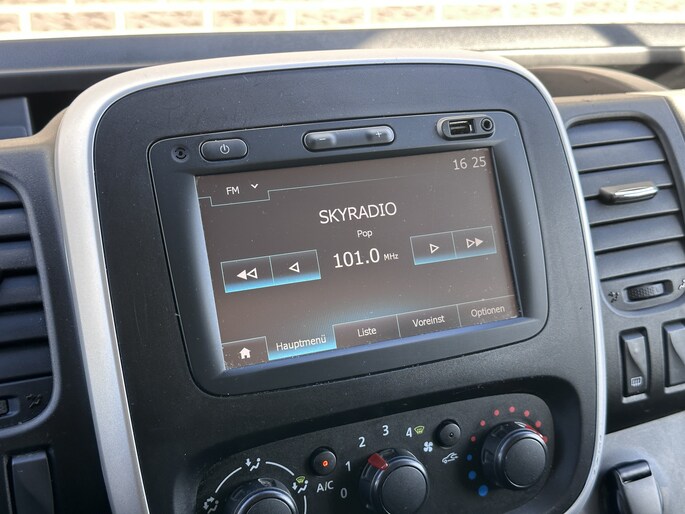 16 25
FM
SKYRADIO
Pop
101.0 MHz
Hauptmenü Liste Voreinst Optionen
A/C 0 1 2 3 4